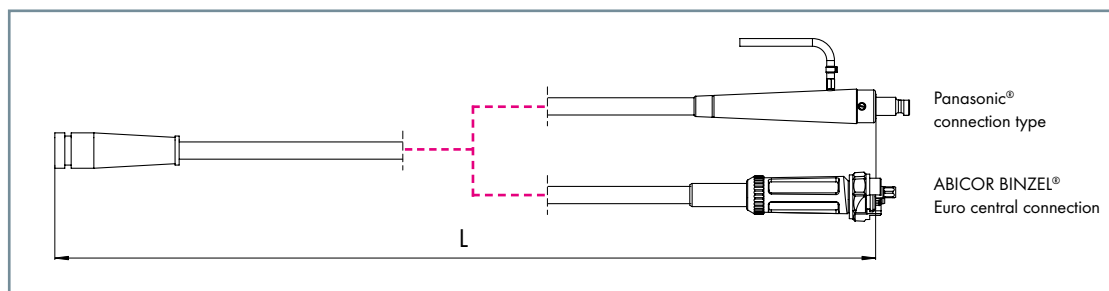 Panasonic®
connection type
ABICOR BINZEL®
Euro central connection
L